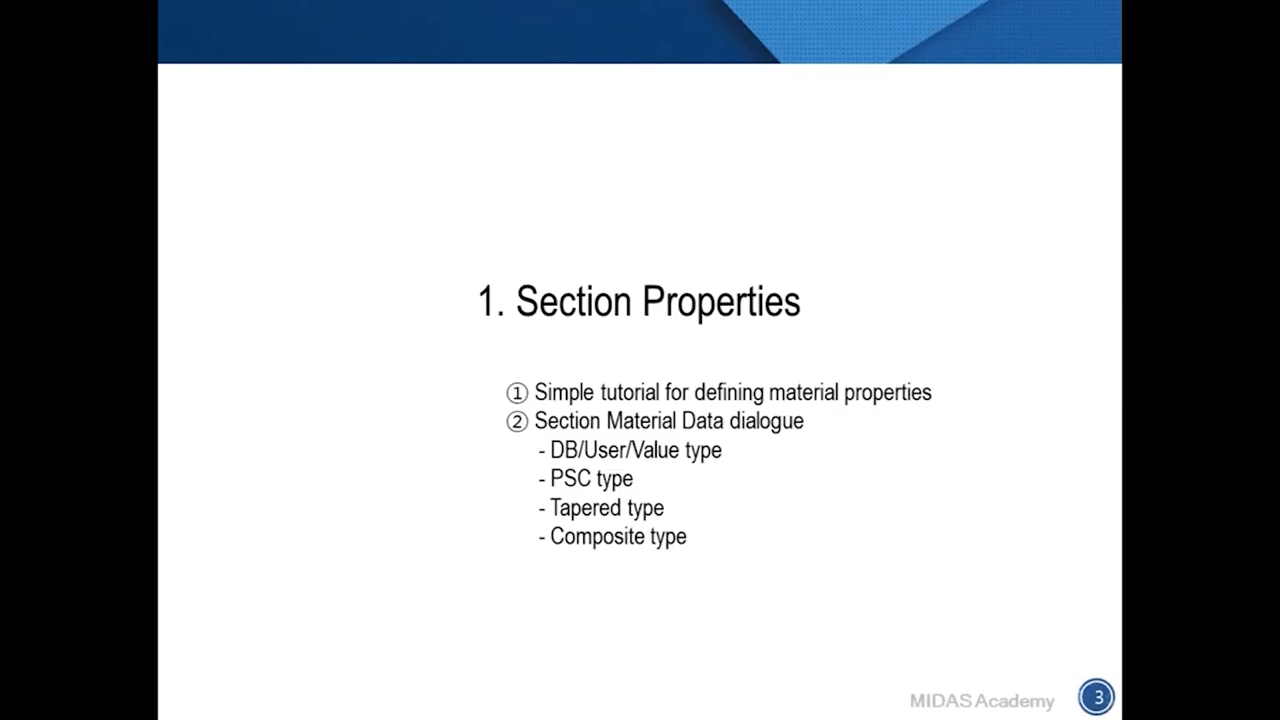 1. Section Properties
① Simple tutorial for defining material properties
② Section Material Data dialogue
- DB/User/Value type
- PSC type
- Tapered type
- Composite type
MIDAS Academy
3